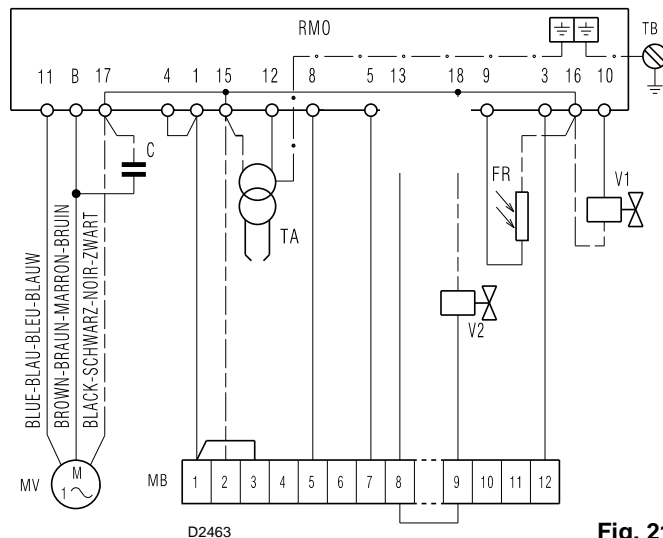 RMO
TB
11 B 17 4 1 15 12 8 5 13 18 9 3 16 10
C
FR
V1
TA
BLUE-BLAU-BLEU-BLAUW
BROWN-BRAUN-MARRON-BRUIN
BLACK-SCHWARZ-NOIR-ZWART
V2
MV
M
1
MB
1 2 3 4 5 6 7 8 9 10 11 12
D2463